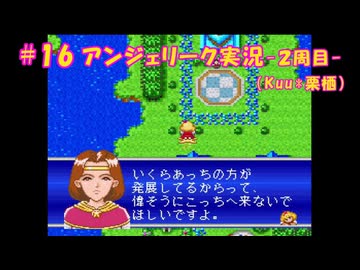 #16 アンジェリーク実況-2周目-
(Kuu*栗栖)
いくらあっちの方が
発展してるからって、
偉そうにこっちへ来ないで
ほしいですよ。